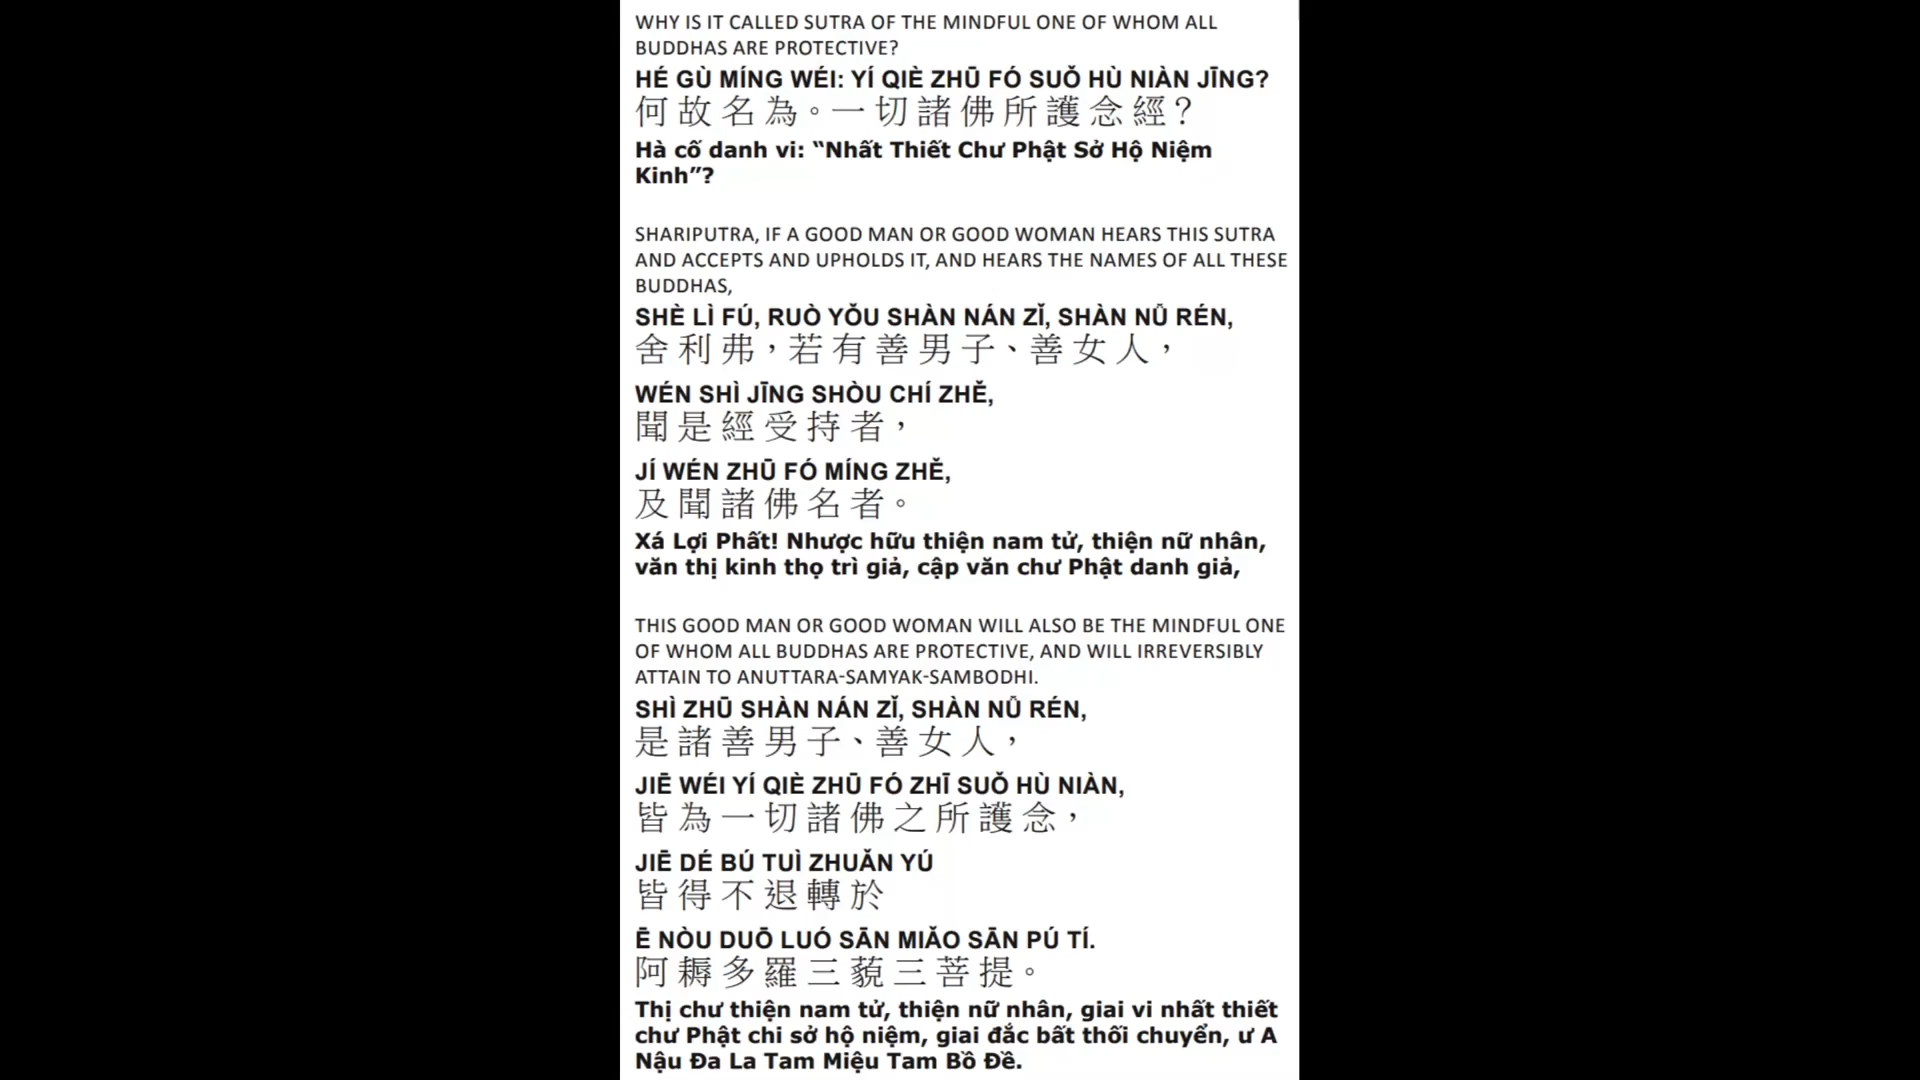 WHY IS IT CALLED SUTRA OF THE MINDFUL ONE OF WHOM ALL
BUDDHAS ARE PROTECTIVE?
HÉ GÙ MÍNG WÉI: YÍ QIÈ ZHŪ FÓ SUǑ HÙ NIÀN JĪNG?
何故名為。一切諸佛所護念經？
Hà cố danh vi: “Nhất Thiết Chư Phật Sở Hộ Niệm
Kinh”?
SHARIPUTRA, IF A GOOD MAN OR GOOD WOMAN HEARS THIS SUTRA
AND ACCEPTS AND UPHOLDS IT, AND HEARS THE NAMES OF ALL THESE
BUDDHAS,
SHÈ LÌ FÚ, RUÒ YǑU SHÀN NÁN ZǏ, SHÀN NǙ RÉN,
舍利弗，若有善男子、善女人，
WÉN SHÌ JĪNG SHÒU CHÍ ZHĚ,
聞是經受持者，
JÍ WÉN ZHŪ FÓ MÍNG ZHĚ,
及聞諸佛名者。
Xá Lợi Phất! Nhược hữu thiện nam tử, thiện nữ nhân,
văn thị kinh thọ trì giả, cập văn chư Phật danh giả,
THIS GOOD MAN OR GOOD WOMAN WILL ALSO BE THE MINDFUL ONE
OF WHOM ALL BUDDHAS ARE PROTECTIVE, AND WILL IRREVERSIBLY
ATTAIN TO ANUTTARA-SAMYAK-SAMBODHI.
SHÌ ZHŪ SHÀN NÁN ZǏ, SHÀN NǙ RÉN,
是諸善男子、善女人，
JIĒ WÉI YÍ QIÈ ZHŪ FÓ ZHĪ SUǑ HÙ NIÀN,
皆為一切諸佛之所護念，
JIĒ DÉ BÚ TUÌ ZHUǍN YÚ
皆得不退轉於
Ē NÒU DUŌ LUÓ SĀN MIǍO SĀN PÚ TÍ.
阿耨多羅三藐三菩提。
Thị chư thiện nam tử, thiện nữ nhân, giai vi nhất thiết
chư Phật chi sở hộ niệm, giai đắc bất thối chuyển, ư A
Nậu Đa La Tam Miệu Tam Bồ Đề.